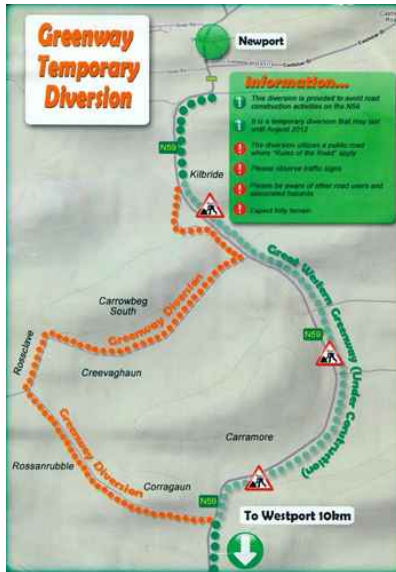 Greenway
Temporary
Diversion
Newport
Information...
This diversion is provided to avoid road
construction activities on the N59
It is a temporary diversion that may last
until August 2012
The diversion utilizes a public road
where "Rules of the Road" apply
Please observe traffic signs
Please be aware of other road users and
associated hazards
Expect hilly terrain
N59
Kilbride
Great Western Greenway (Under Construction)
Greenway Diversion
Carrowbeg
South
N59
Rossclave
Creevaghaun
Greenway Diversion
Carramore
Rossanrubble
Corragaun
N59
To Westport 10km